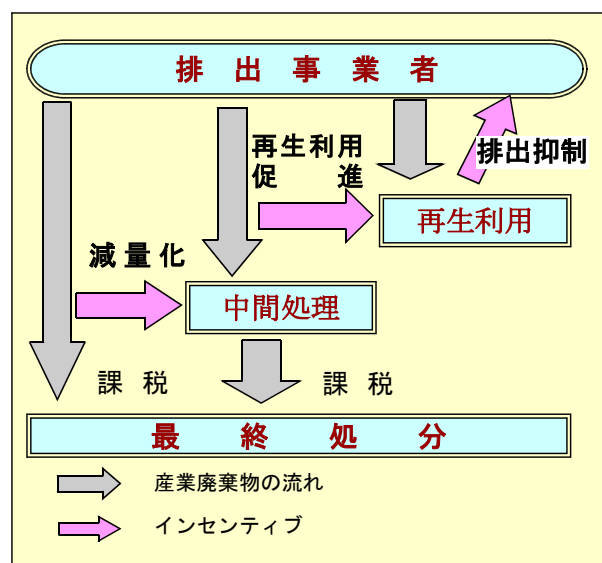 排出事業者
再生利用
促進
排出抑制
再生利用
減量化
中間処理
課税
課税
最終処分
産業廃棄物の流れ
インセンティブ